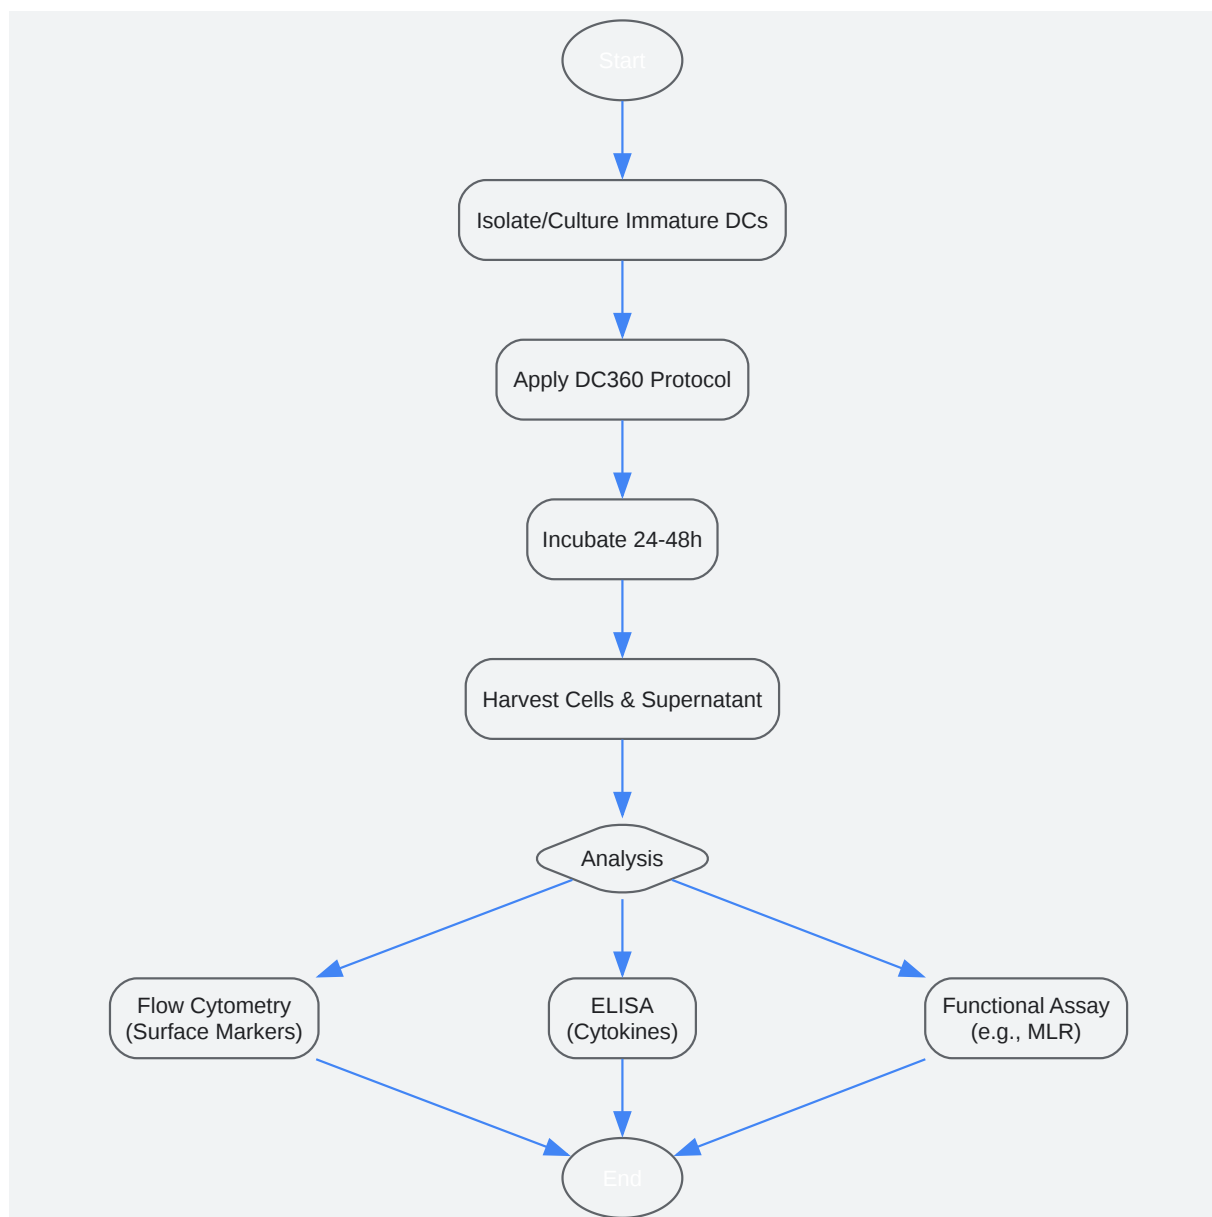 Start
Isolate/Culture Immature DCs
Apply DC360 Protocol
Incubate 24-48h
Harvest Cells & Supernatant
Analysis
Flow Cytometry
(Surface Markers)
ELISA
(Cytokines)
Functional Assay
(e.g., MLR)
End